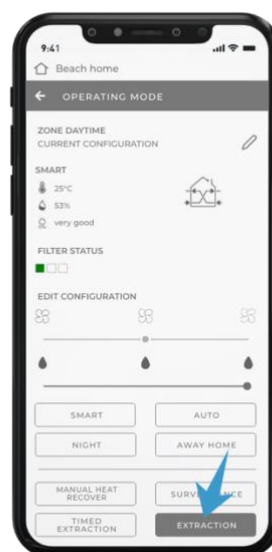 9:41
Beach home
OPERATING MODE
ZONE DAYTIME
CURRENT CONFIGURATION
SMART
25°C
53%
very good
FILTER STATUS
EDIT CONFIGURATION
SMART
AUTO
NIGHT
AWAY HOME
MANUAL HEAT
RECOVER
TIMED
EXTRACTION
EXTRACTION